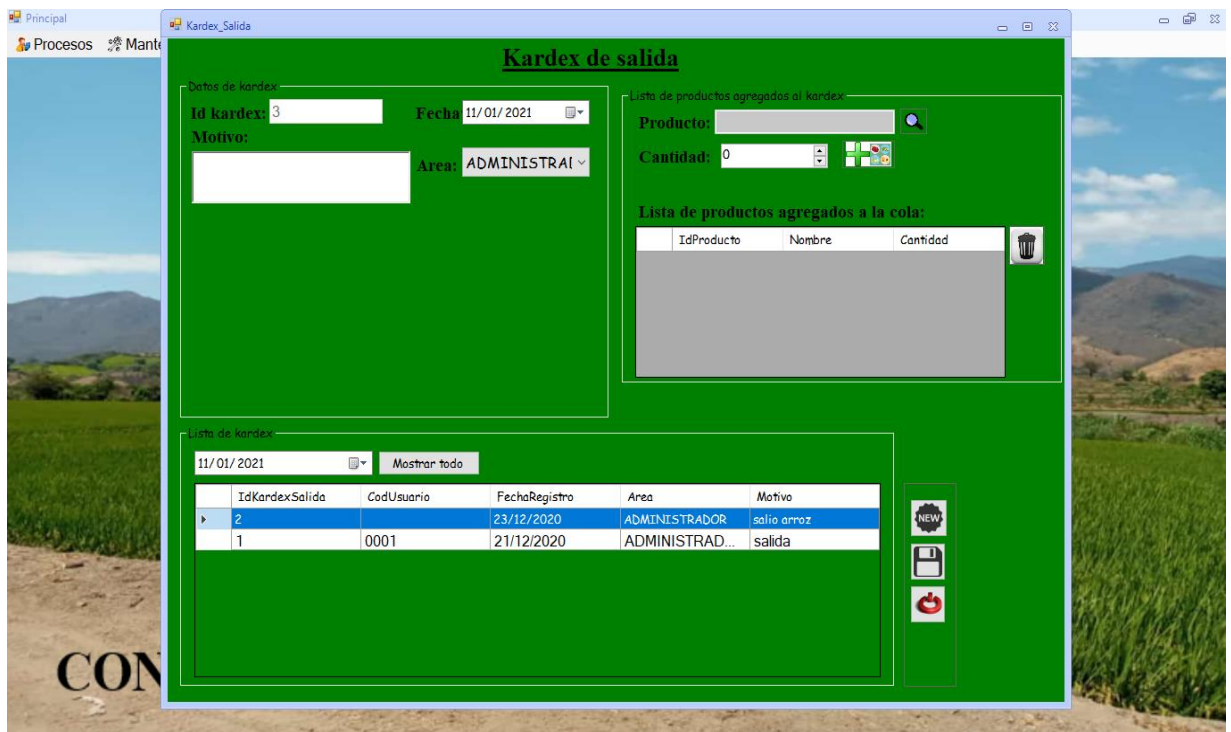 Principal
Procesos
Mante
Kardex_Salida
Kardex de salida
Datos de kardex
Id kardex: 3
Fecha 11/01/2021
Motivo:
Area: ADMINISTRA
Lista de productos agregados al kardex
Producto:
Cantidad: 0
Lista de productos agregados a la cola:
IdProducto Nombre Cantidad
Lista de kardex
11/01/2021 Mostrar todo
IdKardexSalida CodUsuario FechaRegistro Area Motivo
2 23/12/2020 ADMINISTRADOR salio arroz
1 0001 21/12/2020 ADMINISTRAD... salida
NEW
CON